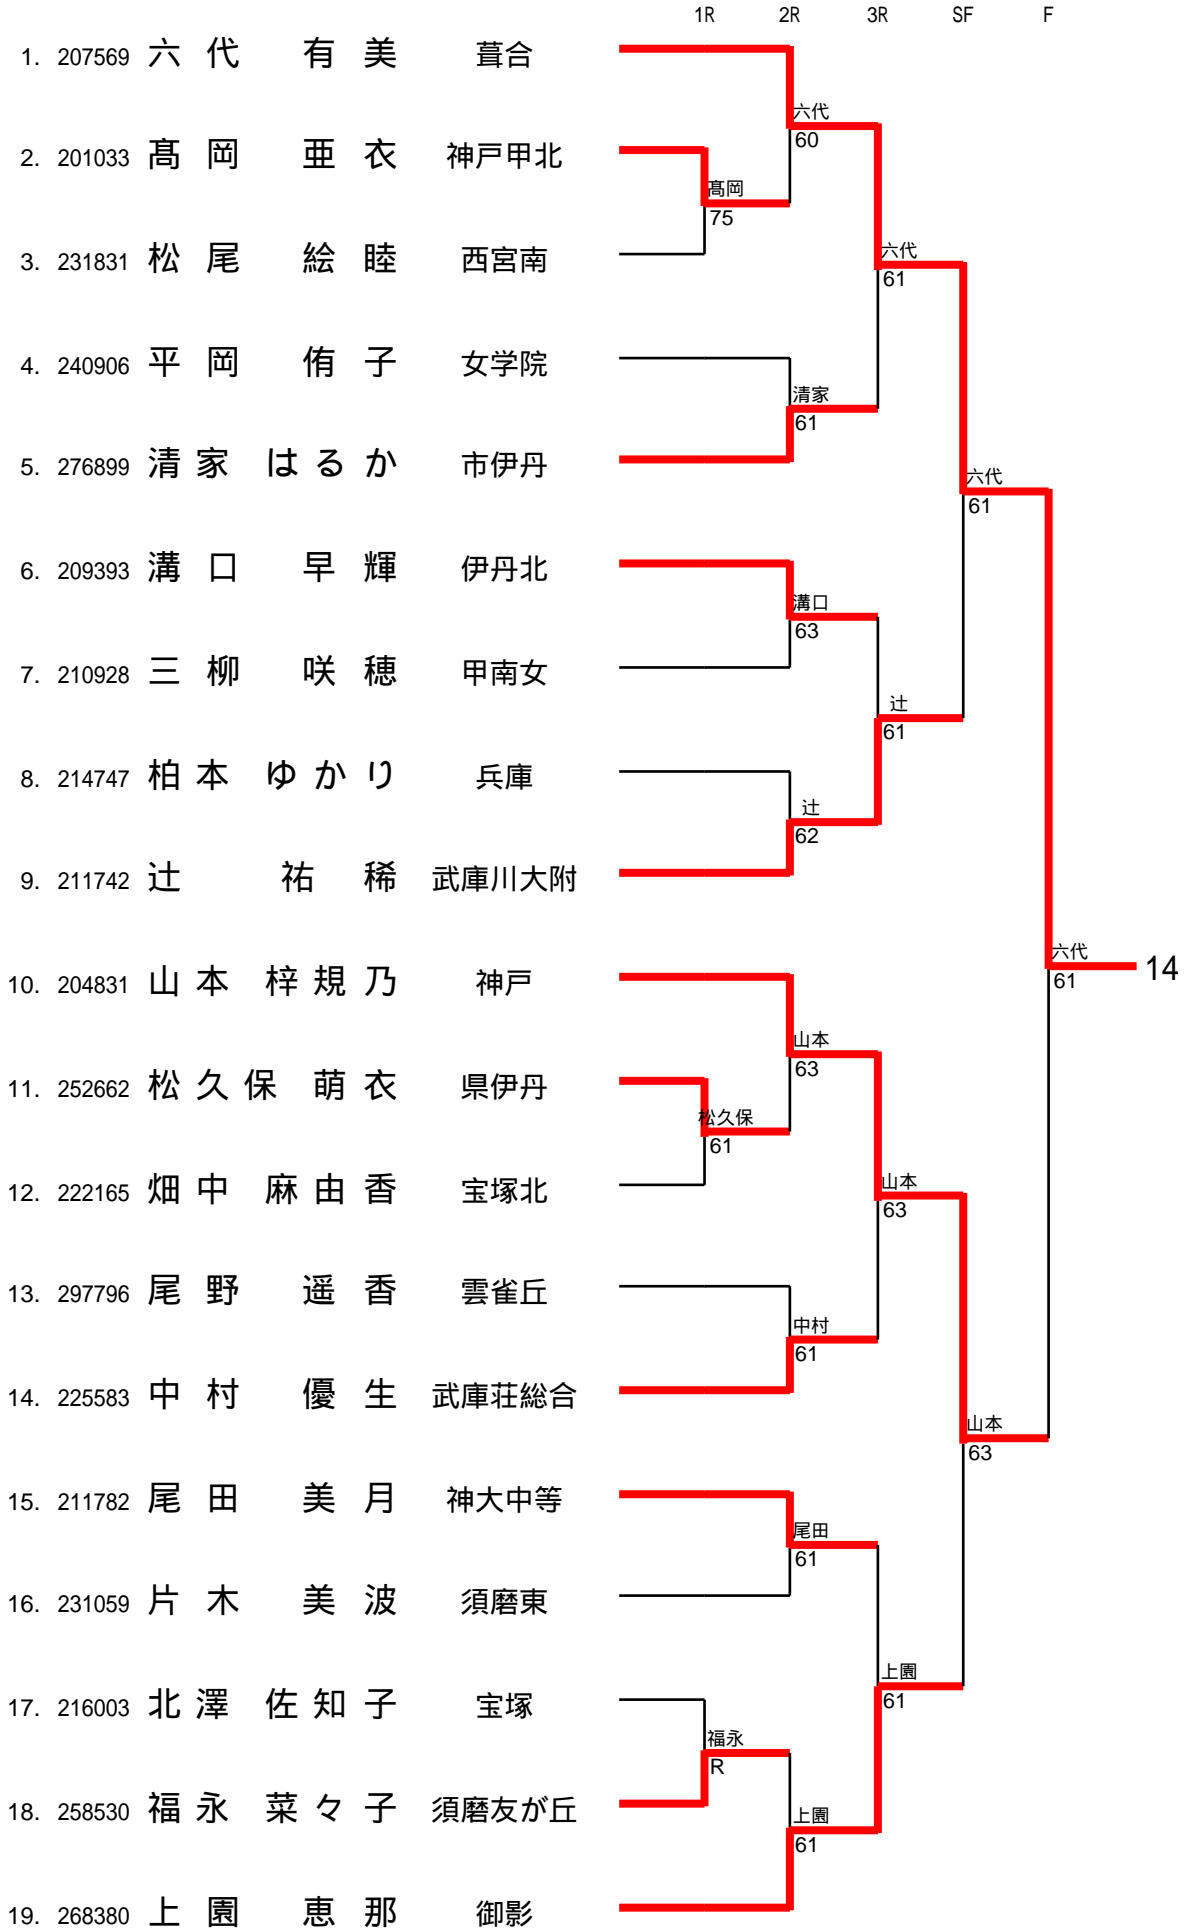 1R 2R 3R SF F
1. 207569 六代 有美 葺合
六代
60
2. 201033 髙岡 亜衣 神戸甲北
髙岡
75
3. 231831 松尾 絵睦 西宮南
六代
61
4. 240906 平岡 侑子 女学院
清家
61
5. 276899 清家 はるか 市伊丹
六代
61
6. 209393 溝口 早輝 伊丹北
溝口
63
7. 210928 三柳 咲穂 甲南女
辻
61
8. 214747 柏本 ゆかり 兵庫
辻
62
9. 211742 辻 祐稀 武庫川大附
六代
61
14
10. 204831 山本 梓規乃 神戸
山本
63
11. 252662 松久保 萌衣 県伊丹
松久保
61
12. 222165 畑中 麻由香 宝塚北
山本
63
13. 297796 尾野 遥香 雲雀丘
中村
61
14. 225583 中村 優生 武庫荘総合
山本
63
15. 211782 尾田 美月 神大中等
尾田
61
16. 231059 片木 美波 須磨東
上園
61
17. 216003 北澤 佐知子 宝塚
福永
R
18. 258530 福永 菜々子 須磨友が丘
上園
61
19. 268380 上園 恵那 御影